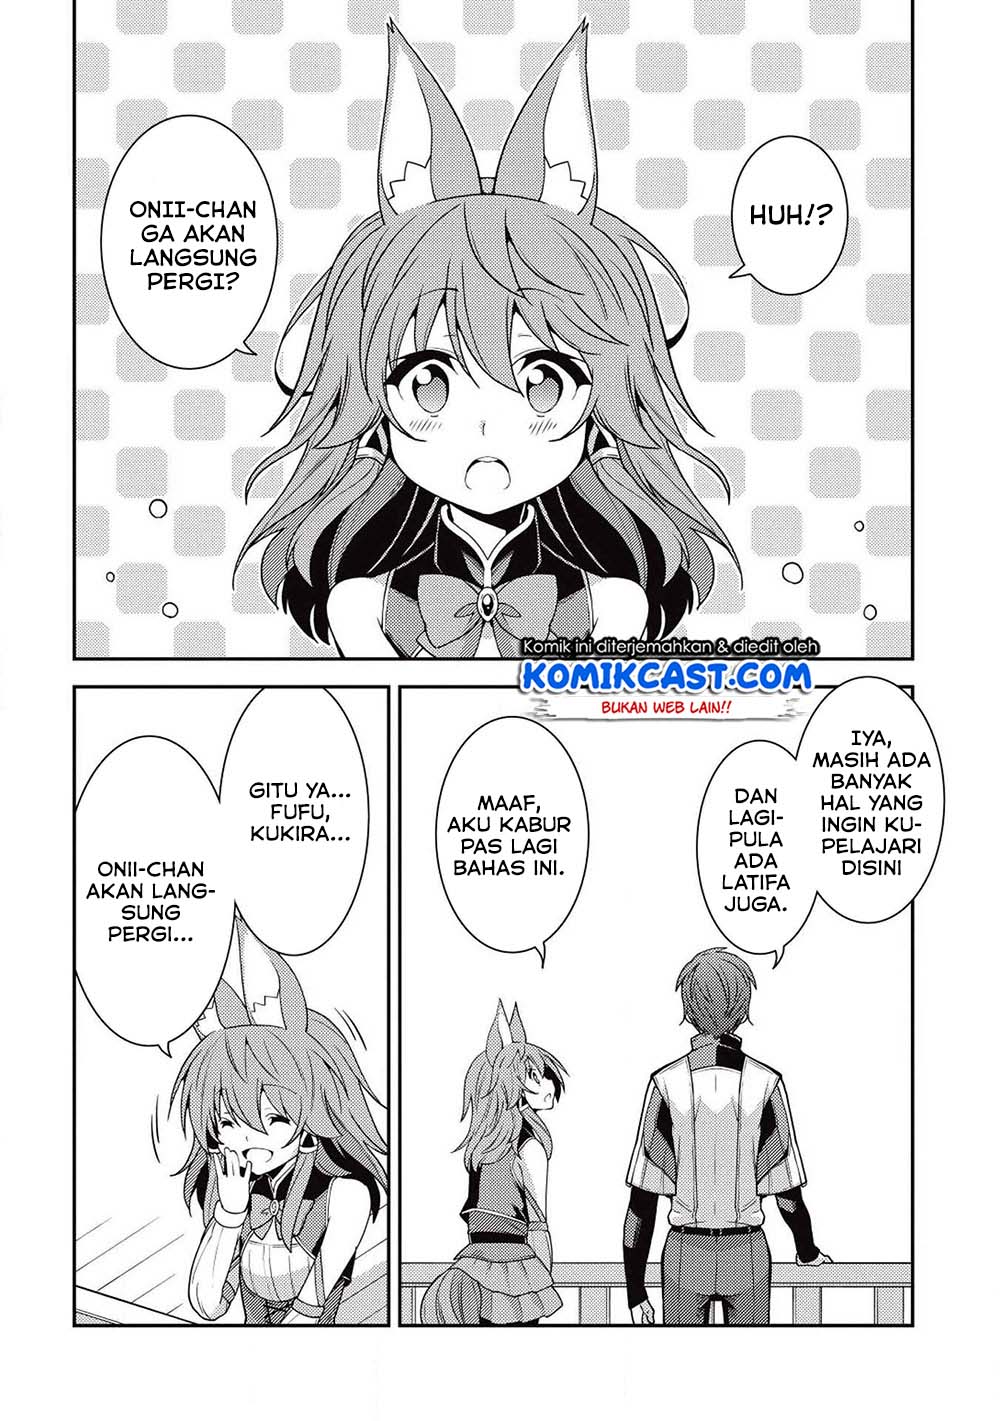 HUH!?
ONII-CHAN
GA AKAN
LANGSUNG
PERGI?
Komik ini diterjemahkan & diedit oleh
KOMIKCAST.COM
BUKAN WEB LAIN!!
IYA,
MASIH ADA
BANYAK
HAL YANG
INGIN KU-
PELAJARI
DISINI
DAN
LAGI-
PULA
ADA
LATIFA
JUGA.
MAAF,
AKU KABUR
PAS LAGI
BAHAS INI.
GITU YA...
FUFU,
KUKIRA...
ONII-CHAN
AKAN LANG-
SUNG
PERGI...